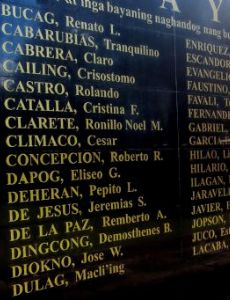 A Y
at mga bayaning naghandog ng bu
BUCAG, Renato L.
CABARUBIAS, Tranquilino
CABRERA, Claro
CAILING, Crisostomo
CASTRO, Rolando
CATALLA, Cristina F.
CLARETE, Ronillo Noel M.
CLIMACO, Cesar
CONCEPCION, Roberto R.
DAPOG, Eliseo G.
DEHERAN, Pepito L.
DE JESUS, Jeremias S.
DE LA PAZ, Remberto A.
DINGCONG, Demosthenes B.
DIOKNO, Jose W.
DULAG, Macli'ing
ENRIQUEZ,
ESCANDOR
EVANGELI
FAUSTINO,
FAVALI, T
FERNANDE
GABRIEL,
GARCIA
HILAO, L
HILARIO,
ILAGAN,
JARAVEL
JAVIER, F
JOPSON,
JUCO, Est
LACABA,